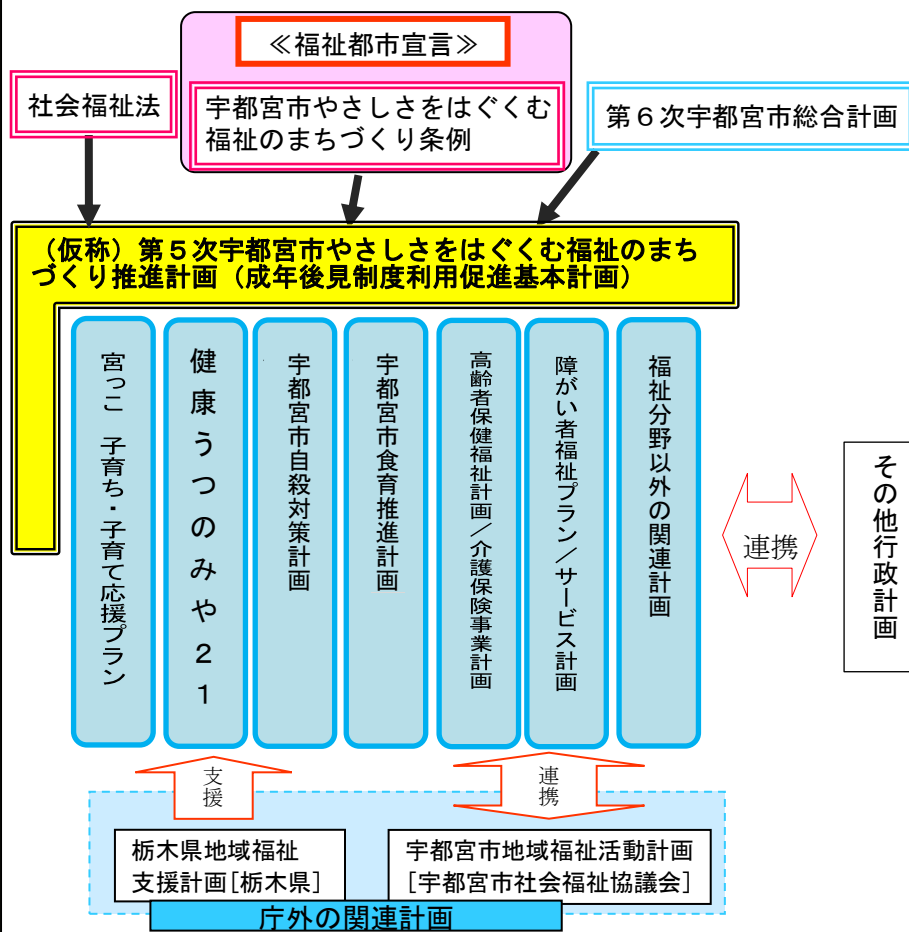 ≪福祉都市宣言≫
社会福祉法
宇都宮市やさしさをはぐくむ
福祉のまちづくり条例
第６次宇都宮市総合計画
（仮称）第５次宇都宮市やさしさをはぐくむ福祉のまち
づくり推進計画（成年後見制度利用促進基本計画）
宮っこ 子育ち・子育て応援プラン
健康うつのみや２１
宇都宮市自殺対策計画
宇都宮市食育推進計画
高齢者保健福祉計画／介護保険事業計画
障がい者福祉プラン／サービス計画
福祉分野以外の関連計画
連携
その他行政計画
支援
連携
栃木県地域福祉
支援計画[栃木県]
宇都宮市地域福祉活動計画
[宇都宮市社会福祉協議会]
庁外の関連計画